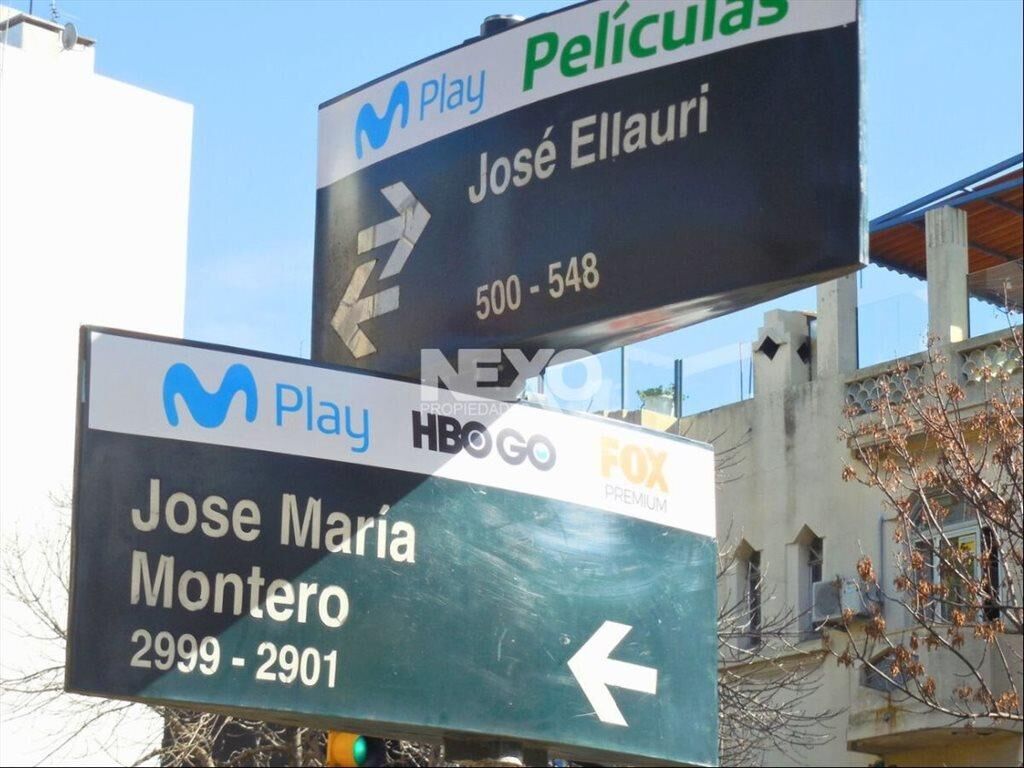 Play Películas
José Ellauri
500 - 548
NEXO
PROPIEDADES
Play HBO GO FOX
PREMIUM
Jose María
Montero
2999 - 2901